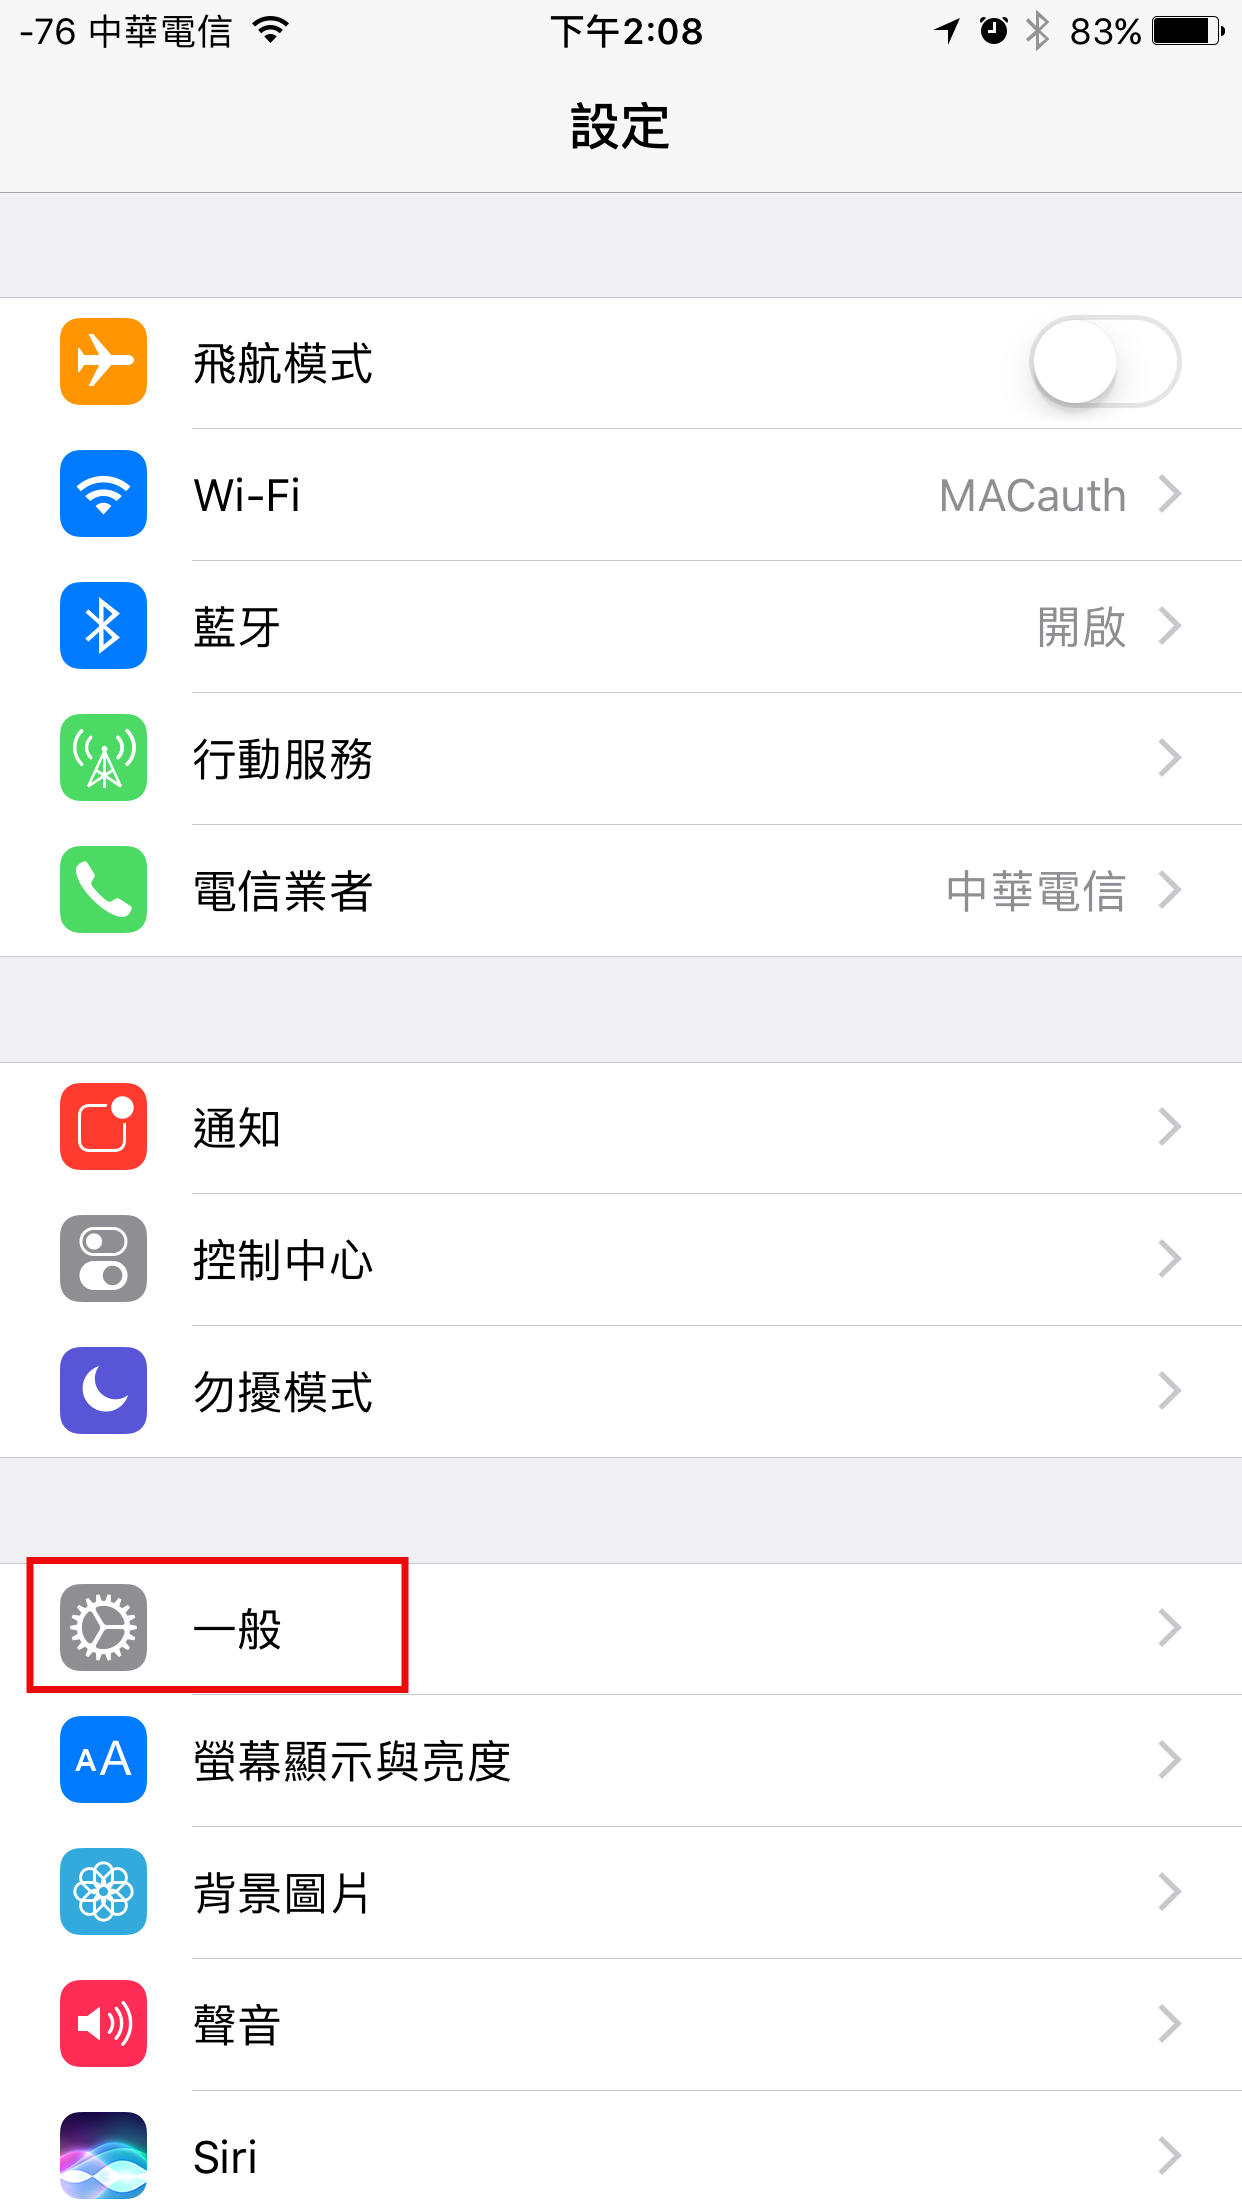 -76 中華電信 下午2:08 83%
設定
飛航模式
Wi-Fi MACauth
藍牙 開啟
行動服務
電信業者 中華電信
通知
控制中心
勿擾模式
一般
AA 螢幕顯示與亮度
背景圖片
聲音
Siri